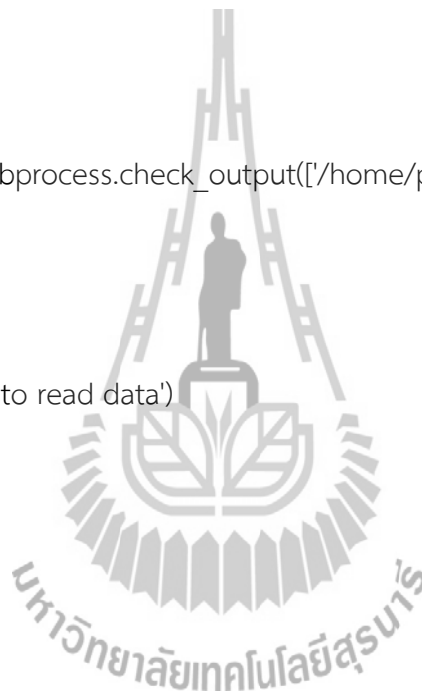 bprocess.check_output(['/home/p
to read data')
มหาวิทยาลัยเทคโนโลยีสุรนารี